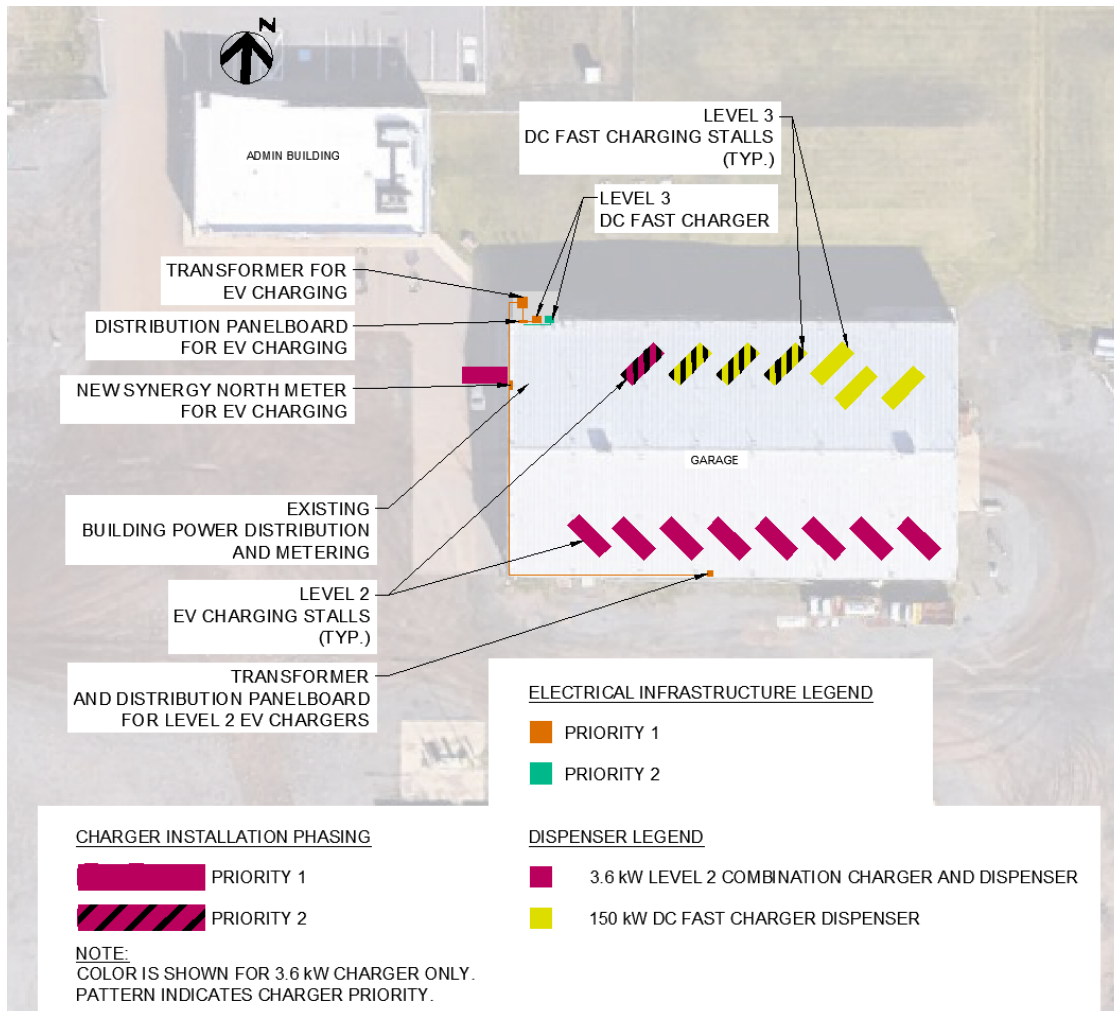 N
LEVEL 3
DC FAST CHARGING STALLS
(TYP.)
ADMIN BUILDING
LEVEL 3
DC FAST CHARGER
TRANSFORMER FOR
EV CHARGING
DISTRIBUTION PANELBOARD
FOR EV CHARGING
NEW SYNERGY NORTH METER
FOR EV CHARGING
GARAGE
EXISTING
BUILDING POWER DISTRIBUTION
AND METERING
LEVEL 2
EV CHARGING STALLS
(TYP.)
TRANSFORMER
AND DISTRIBUTION PANELBOARD
FOR LEVEL 2 EV CHARGERS
ELECTRICAL INFRASTRUCTURE LEGEND
PRIORITY 1
PRIORITY 2
CHARGER INSTALLATION PHASING
PRIORITY 1
PRIORITY 2
NOTE:
COLOR IS SHOWN FOR 3.6 kW CHARGER ONLY.
PATTERN INDICATES CHARGER PRIORITY.
DISPENSER LEGEND
3.6 kW LEVEL 2 COMBINATION CHARGER AND DISPENSER
150 kW DC FAST CHARGER DISPENSER